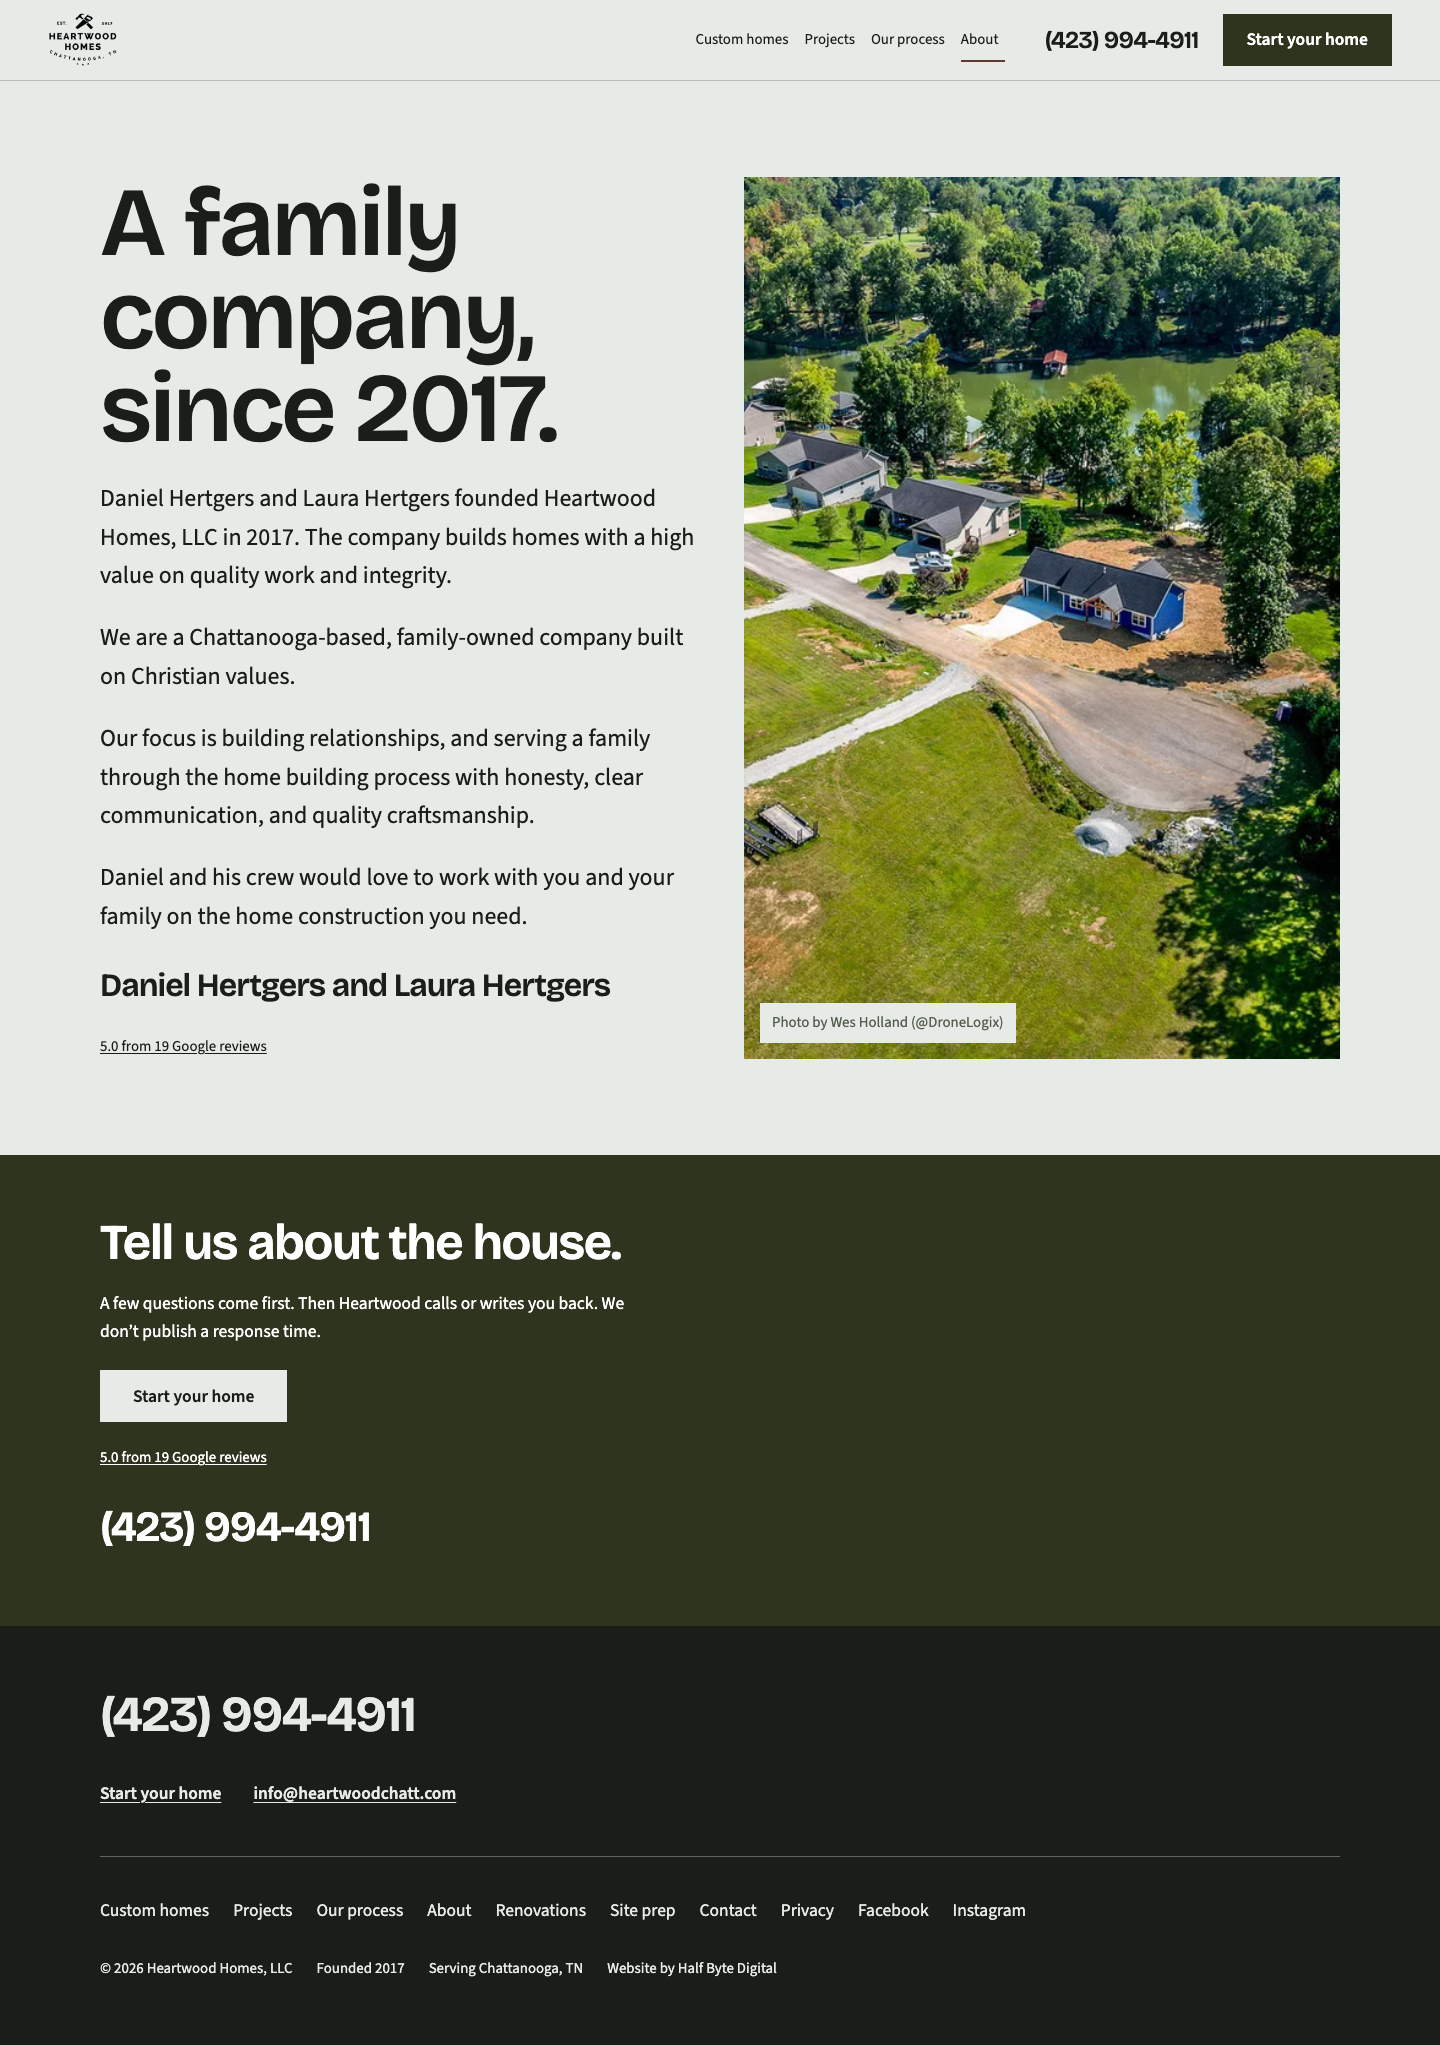 EST. 2017
HEARTWOOD
HOMES
CHATTANOOGA, TN
Custom homes Projects Our process About (423) 994-4911 Start your home
A family
company,
since 2017.
Daniel Hertgers and Laura Hertgers founded Heartwood
Homes, LLC in 2017. The company builds homes with a high
value on quality work and integrity.
We are a Chattanooga-based, family-owned company built
on Christian values.
Our focus is building relationships, and serving a family
through the home building process with honesty, clear
communication, and quality craftsmanship.
Daniel and his crew would love to work with you and your
family on the home construction you need.
Daniel Hertgers and Laura Hertgers
5.0 from 19 Google reviews
Photo by Wes Holland (@DroneLogix)
Tell us about the house.
A few questions come first. Then Heartwood calls or writes you back. We
don’t publish a response time.
Start your home
5.0 from 19 Google reviews
(423) 994-4911
(423) 994-4911
Start your home info@heartwoodchatt.com
Custom homes Projects Our process About Renovations Site prep Contact Privacy Facebook Instagram
© 2026 Heartwood Homes, LLC Founded 2017 Serving Chattanooga, TN Website by Half Byte Digital